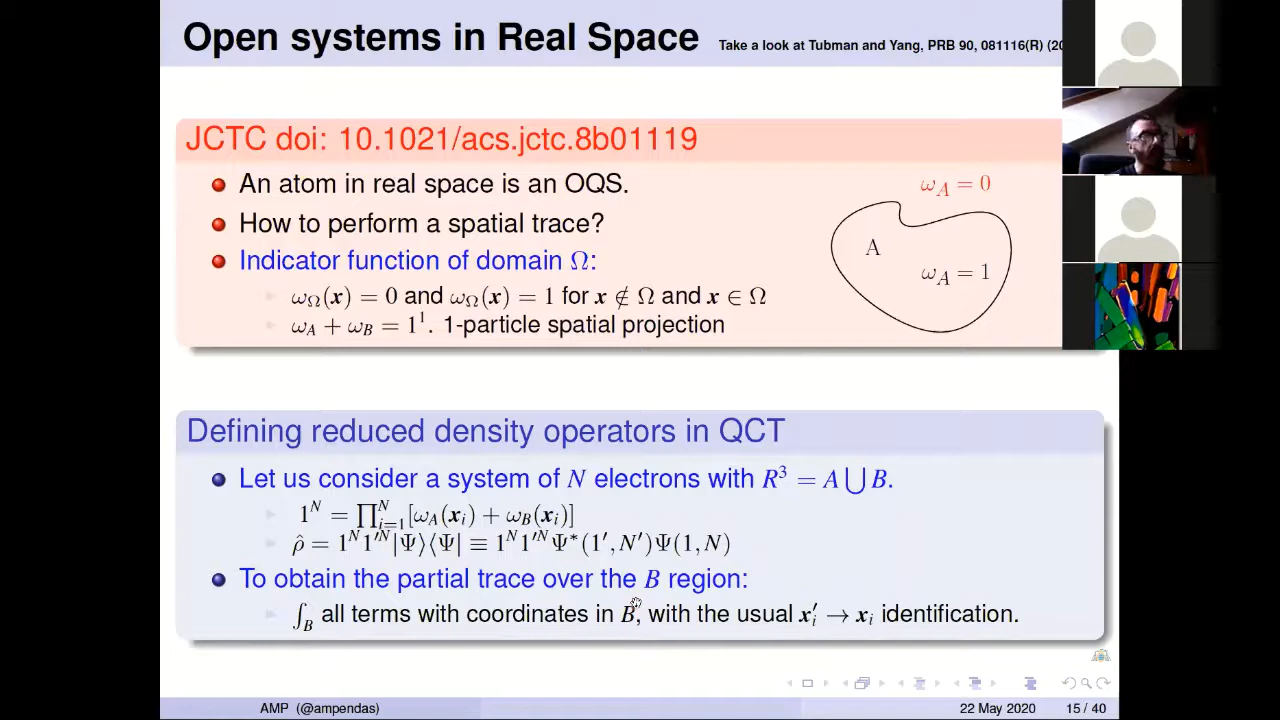 Open systems in Real Space Take a look at Tubman and Yang, PRB 90, 081116(R) (20
JCTC doi: 10.1021/acs.jctc.8b01119
An atom in real space is an OQS.
How to perform a spatial trace?
Indicator function of domain Ω:
ω_Ω(x) = 0 and ω_Ω(x) = 1 for x ∉ Ω and x ∈ Ω
ω_A + ω_B = 1¹. 1-particle spatial projection
ω_A = 0
A
ω_A = 1
Defining reduced density operators in QCT
Let us consider a system of N electrons with R³ = A ⋃ B.
1^N = ∏_{i=1}^N [ω_A(x_i) + ω_B(x_i)]
ρ̂ = 1^N 1′^N |Ψ⟩⟨Ψ| ≡ 1^N 1′^N Ψ*(1′, N′)Ψ(1, N)
To obtain the partial trace over the B region:
∫_B all terms with coordinates in B, with the usual x′_i → x_i identification.
AMP (@ampendas) 22 May 2020 15 / 40